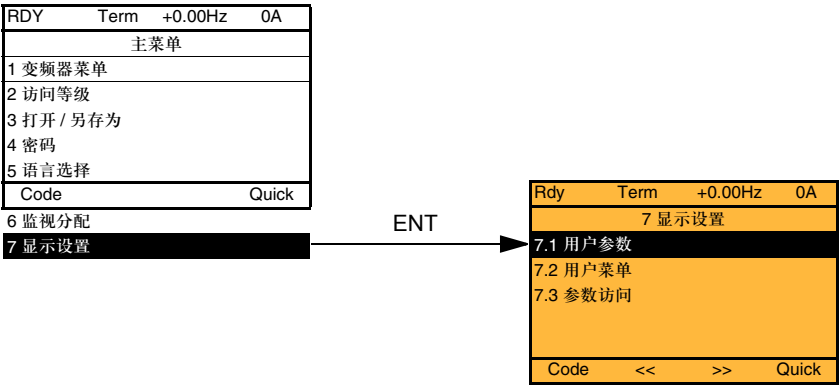 RDY Term +0.00Hz 0A
主菜单
1 变频器菜单
2 访问等级
3 打开 / 另存为
4 密码
5 语言选择
Code Quick
6 监视分配
7 显示设置
ENT
Rdy Term +0.00Hz 0A
7 显示设置
7.1 用户参数
7.2 用户菜单
7.3 参数访问
Code << >> Quick